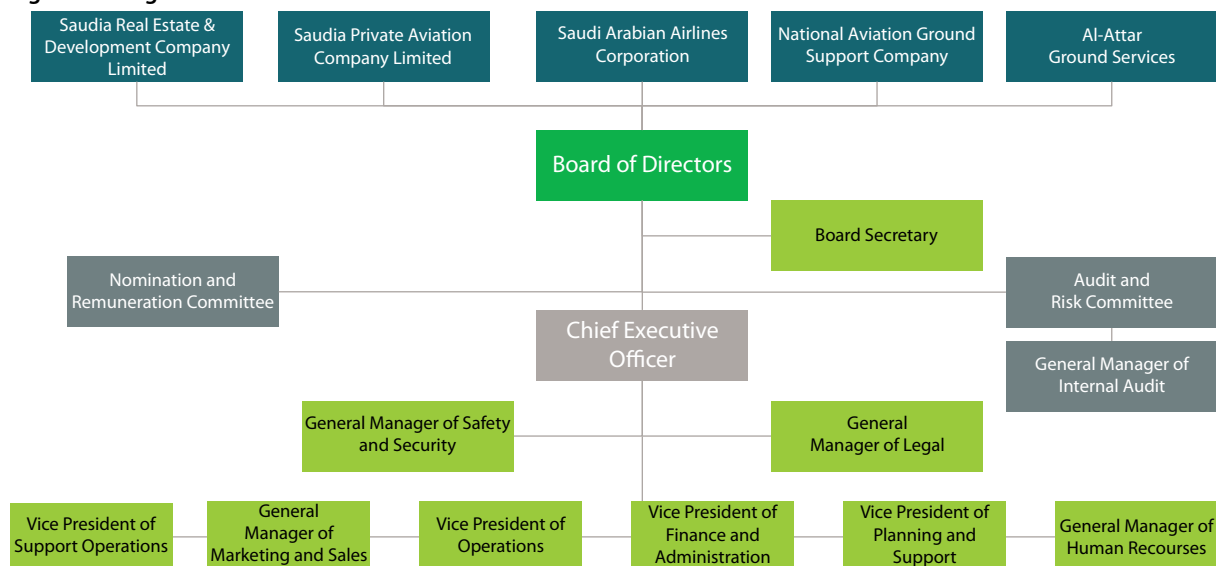 Saudia Real Estate &
Development Company
Limited
Saudia Private Aviation
Company Limited
Saudi Arabian Airlines
Corporation
National Aviation Ground
Support Company
Al-Attar
Ground Services
Board of Directors
Board Secretary
Nomination and
Remuneration Committee
Audit and
Risk Committee
Chief Executive
Officer
General Manager of
Internal Audit
General Manager of Safety
and Security
General
Manager of Legal
Vice President of
Support Operations
General
Manager of
Marketing and Sales
Vice President of
Operations
Vice President of
Finance and
Administration
Vice President of
Planning and
Support
General Manager of
Human Recourses